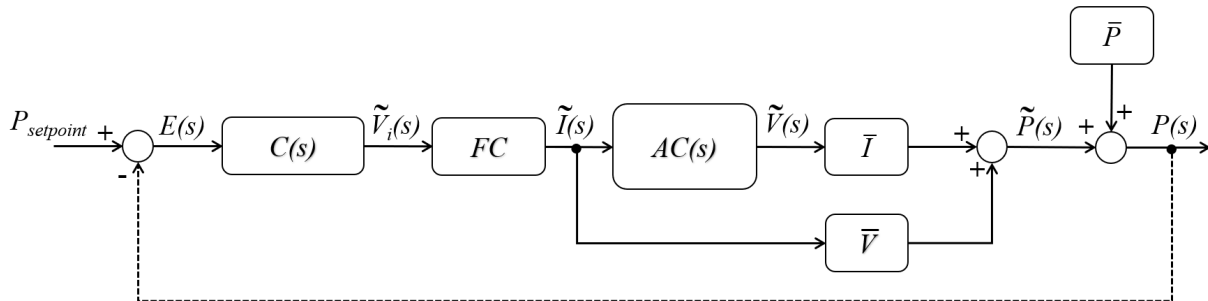 P̄
P_setpoint
+
-
E(s)
C(s)
Ṽ_i(s)
FC
Ĩ(s)
AC(s)
Ṽ(s)
Ī
+
+
P̃(s)
+
+
P(s)
V̄